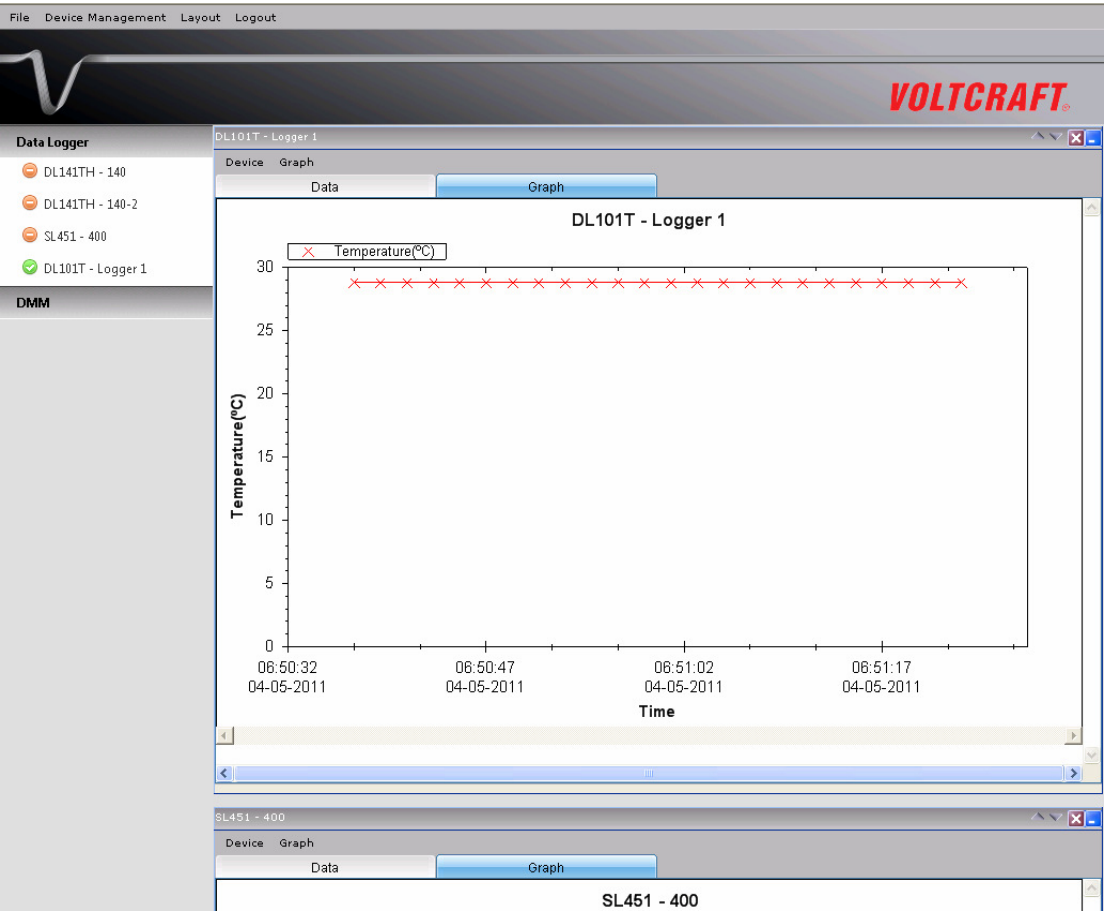 File Device Management Layout Logout
VOLTCRAFT®
Data Logger
DL141TH - 140
DL141TH - 140-2
SL451 - 400
DL101T - Logger 1
DMM
DL101T - Logger 1
Device Graph
Data Graph
DL101T - Logger 1
Temperature(ºC)
30
25
20
15
10
5
0
Temperature(ºC)
06:50:32 06:50:47 06:51:02 06:51:17
04-05-2011 04-05-2011 04-05-2011 04-05-2011
Time
SL451 - 400
Device Graph
Data Graph
SL451 - 400